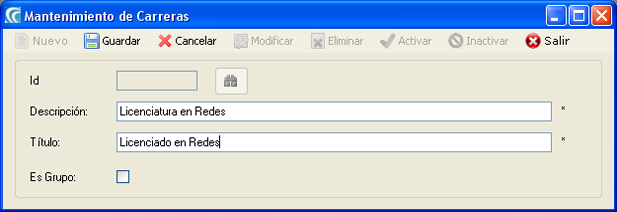 Mantenimiento de Carreras
Nuevo Guardar Cancelar Modificar Eliminar Activar Inactivar Salir
Id
Descripción: Licenciatura en Redes *
Título: Licenciado en Redes *
Es Grupo: